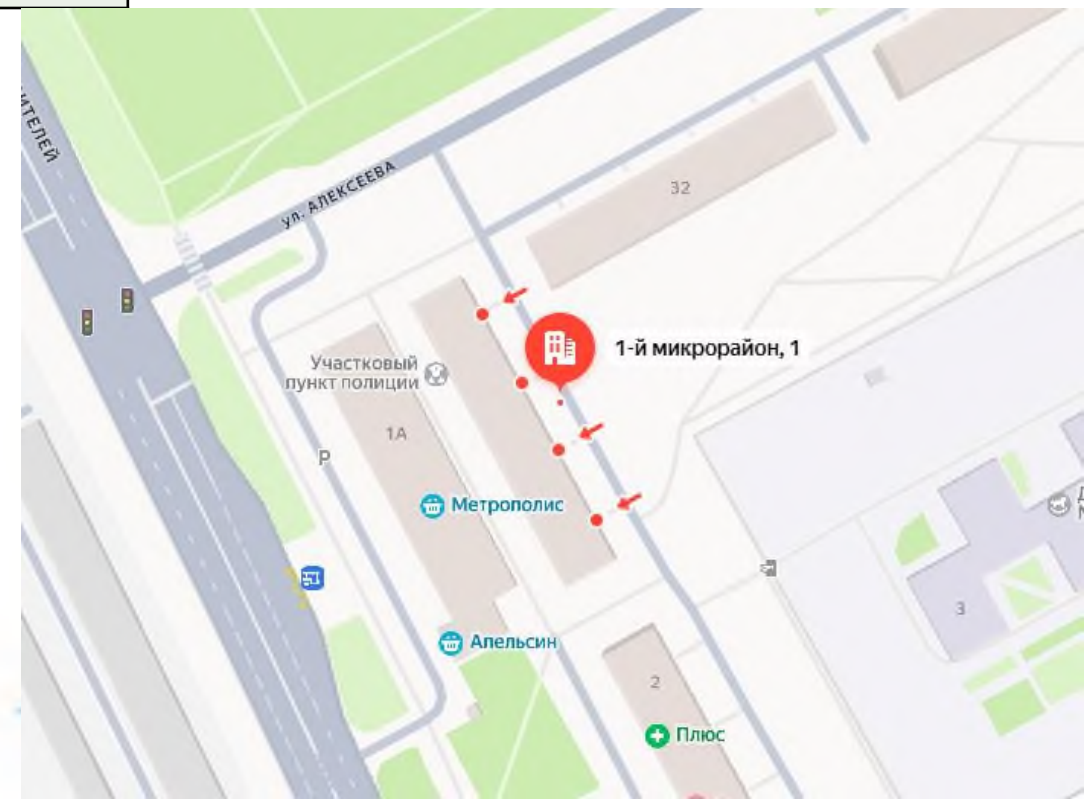 ИТЕЛЕЙ
ул. АЛЕКСЕЕВА
32
1-й микрорайон, 1
Участковый
пункт полиции
1А
P
Метрополис
3
Апельсин
2
Плюс